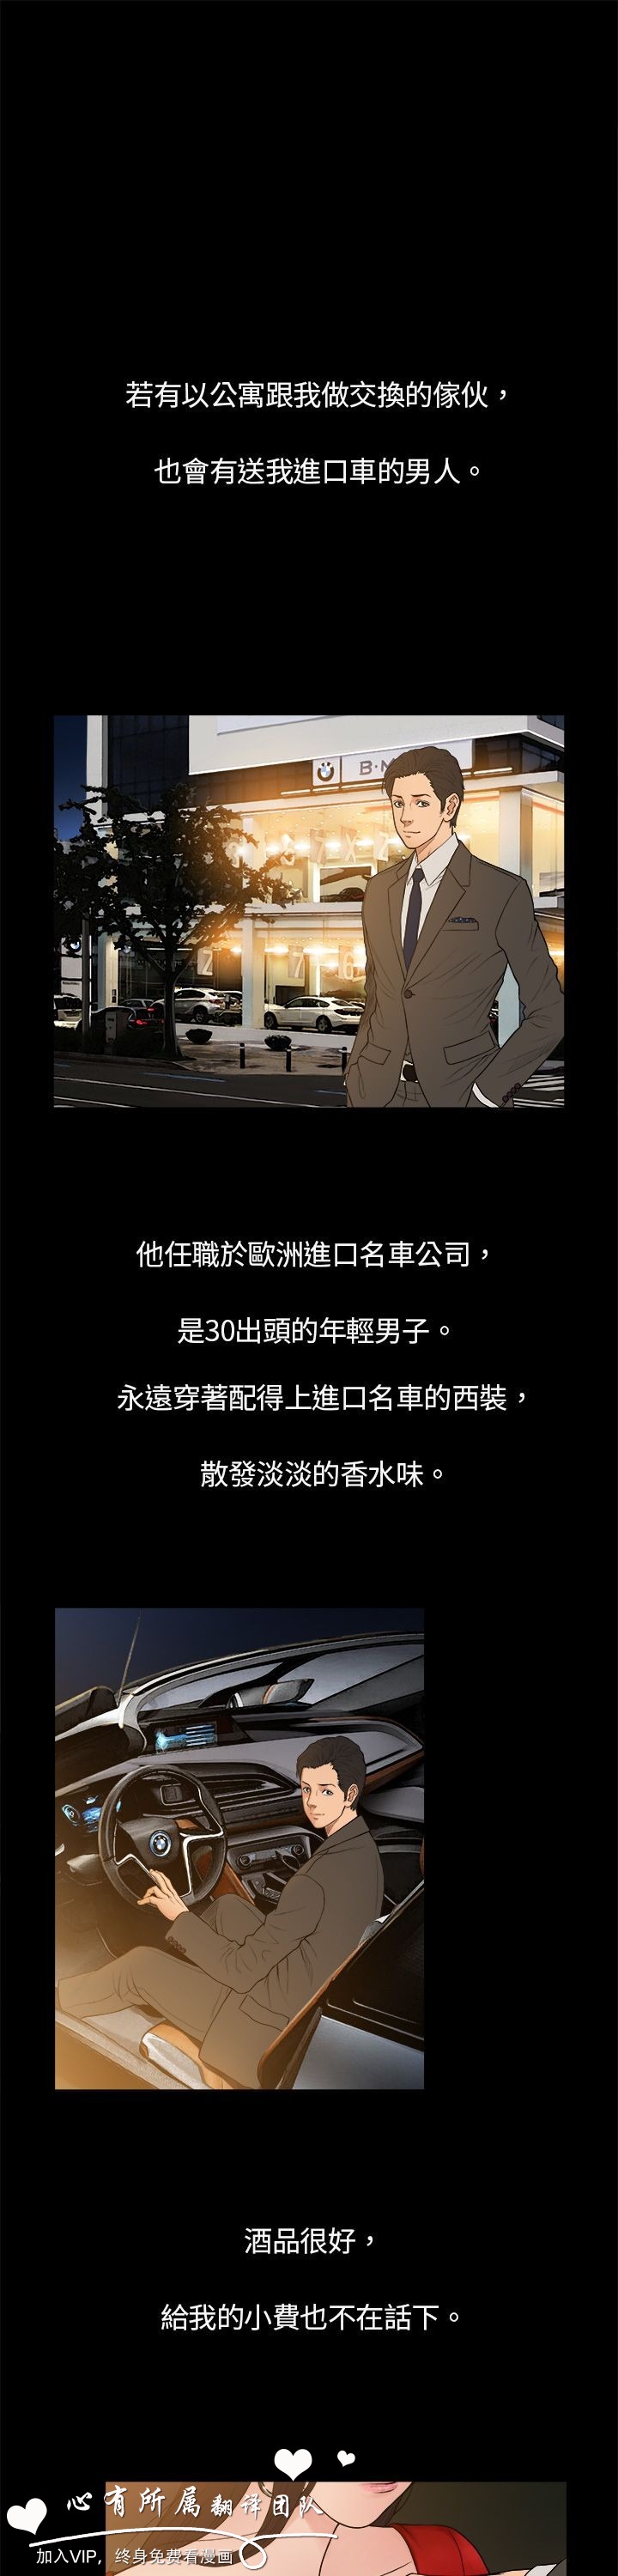 若有以公寓跟我做交換的傢伙，
也會有送我進口車的男人。
B·M
Z
7
6
他任職於歐洲進口名車公司，
是30出頭的年輕男子。
永遠穿著配得上進口名車的西裝，
散發淡淡的香水味。
酒品很好，
給我的小費也不在話下。
心有所属翻译团队
加入VIP，终身免费看漫画